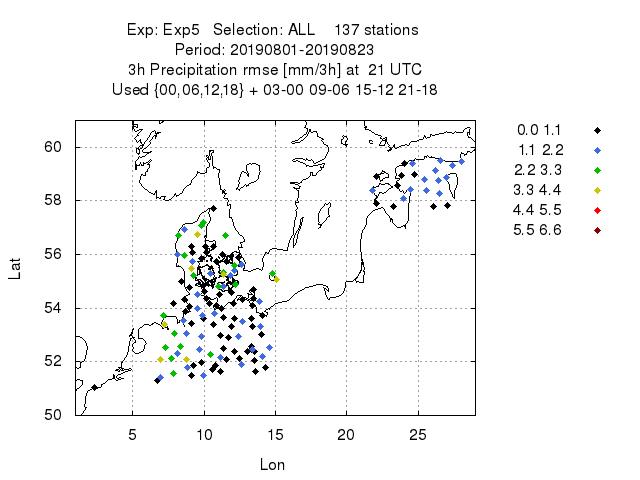 Exp: Exp5 Selection: ALL 137 stations
Period: 20190801-20190823
3h Precipitation rmse [mm/3h] at 21 UTC
Used {00,06,12,18} + 03-00 09-06 15-12 21-18
0.0 1.1
1.1 2.2
2.2 3.3
3.3 4.4
4.4 5.5
5.5 6.6
Lat
60
58
56
54
52
50
5 10 15 20 25
Lon